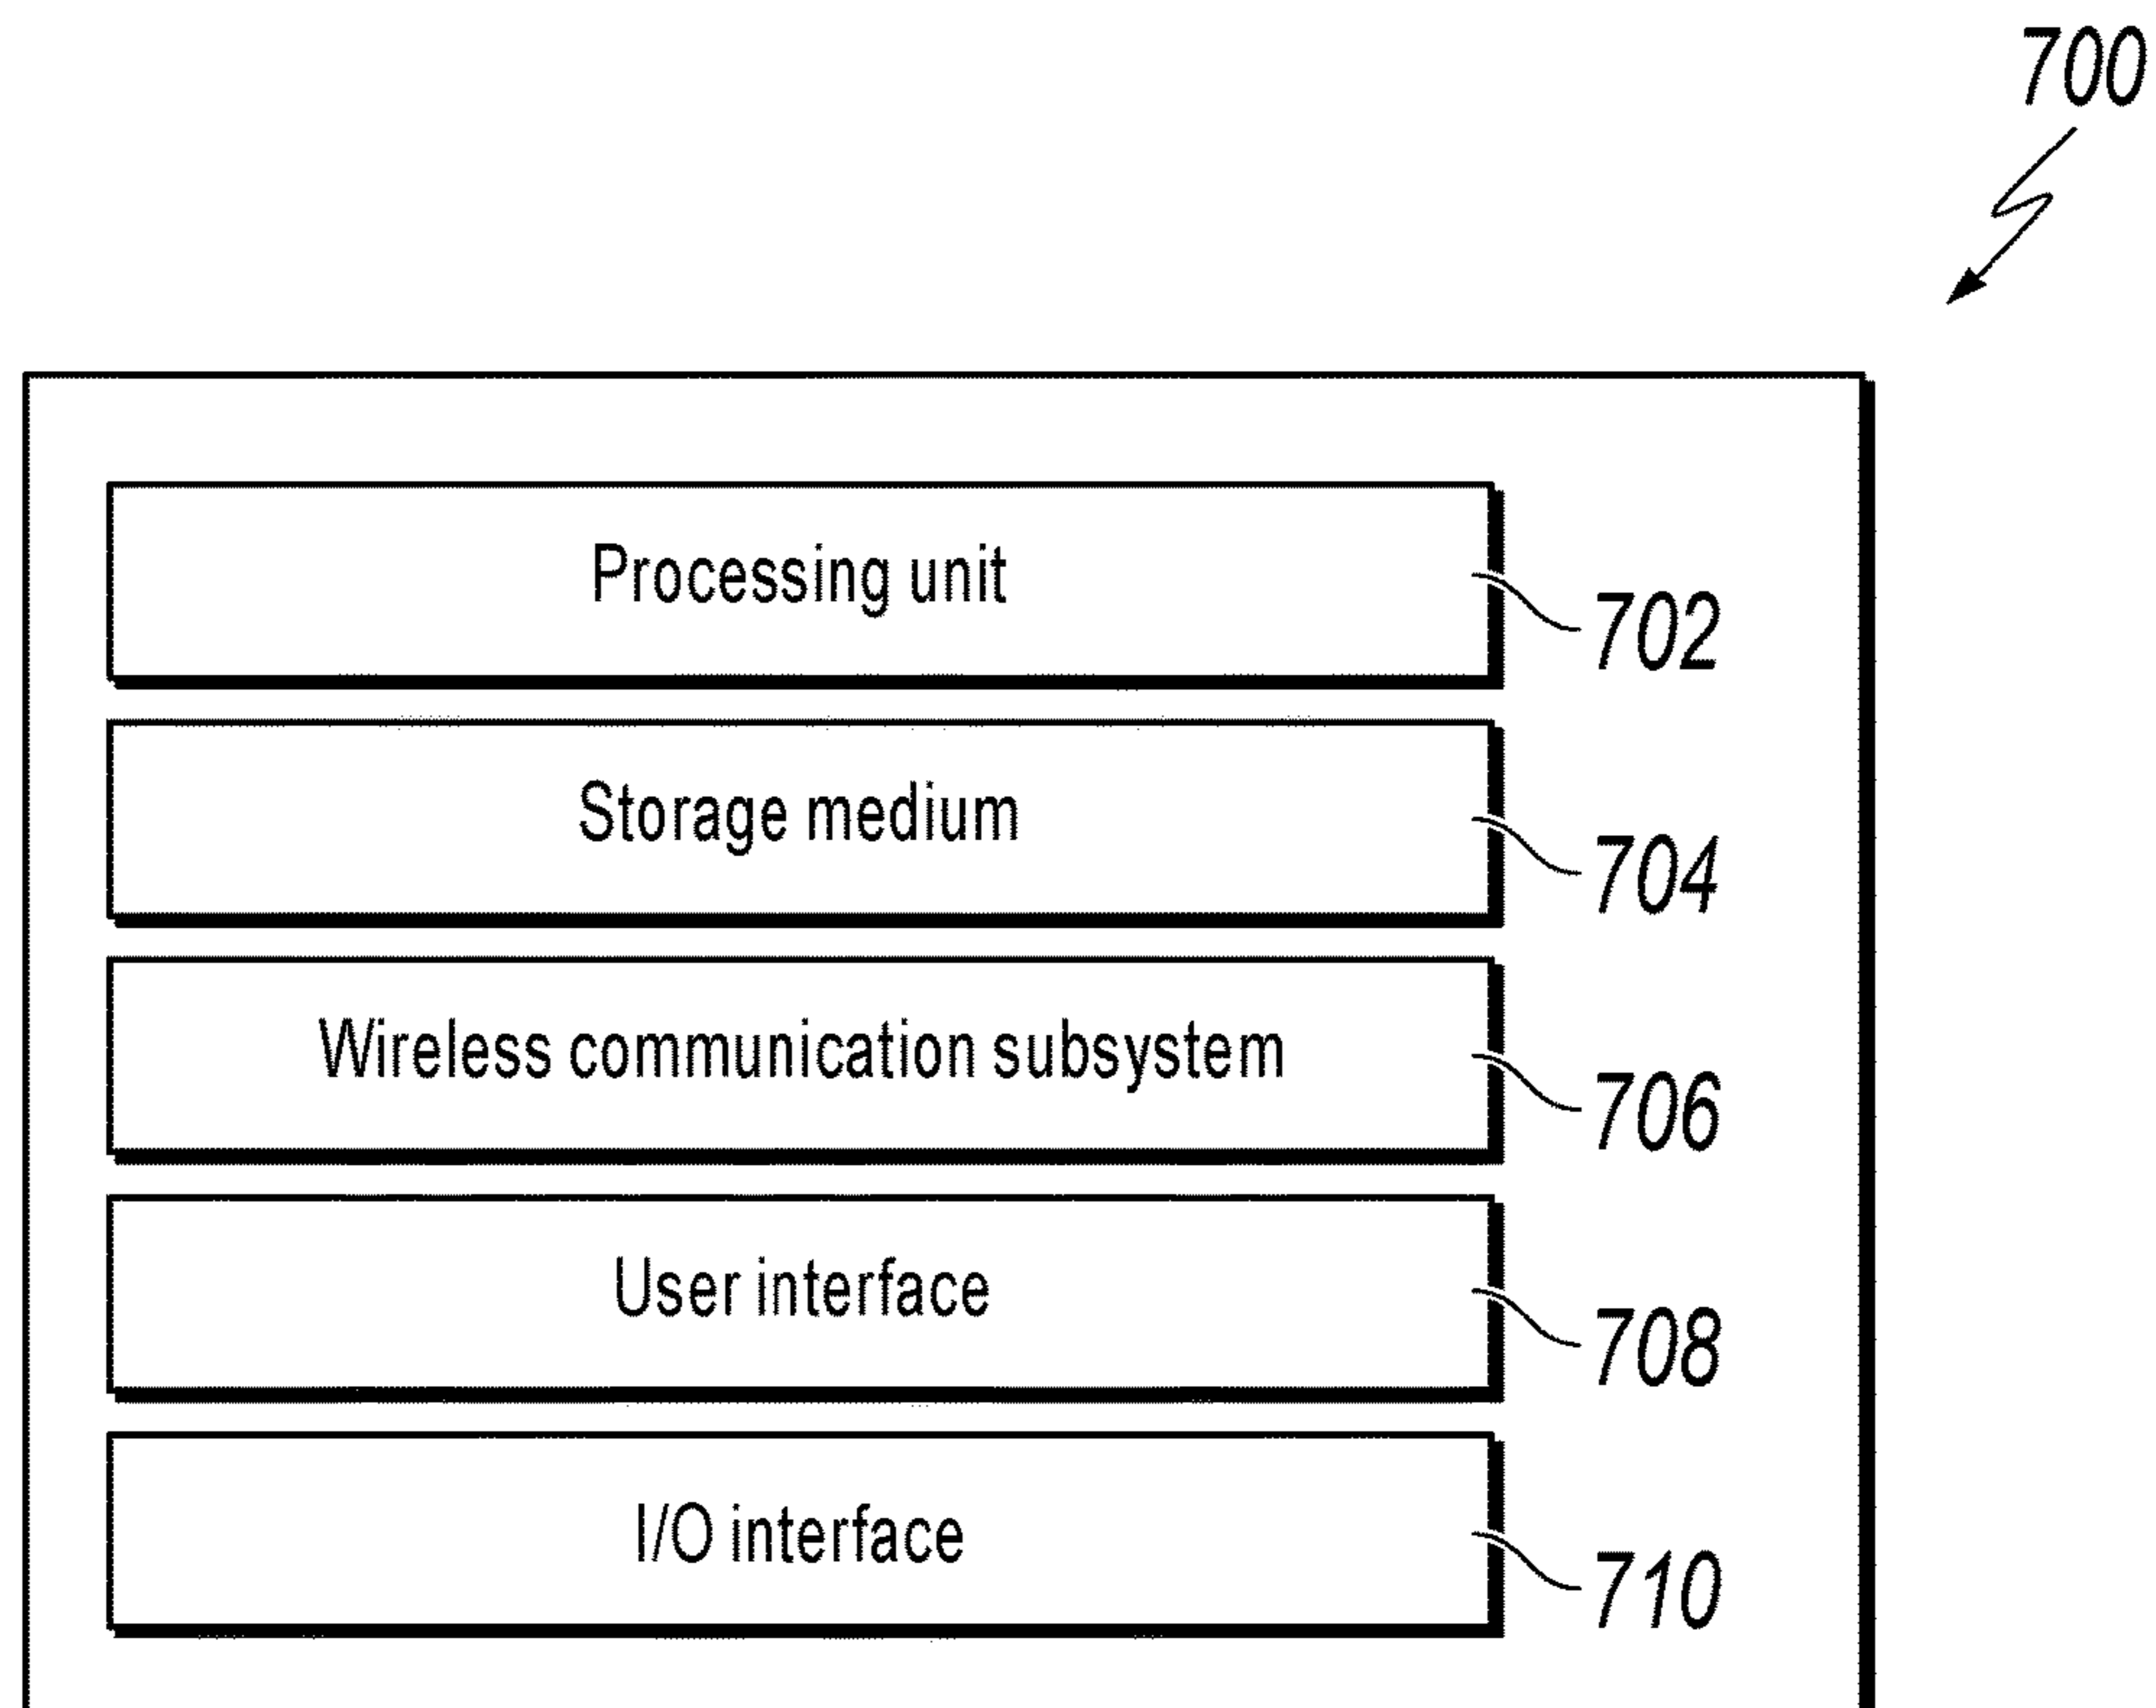 700
Processing unit
702
Storage medium
704
Wireless communication subsystem
706
User interface
708
I/O interface
710